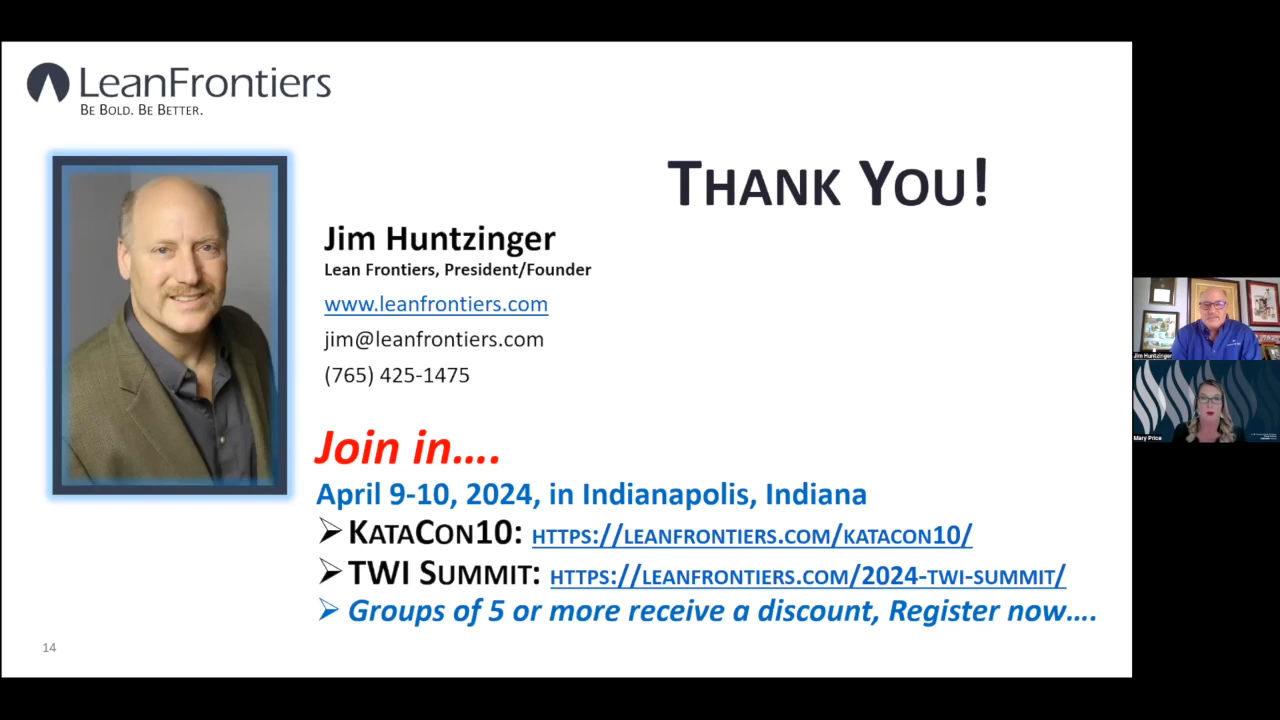 LeanFrontiers
BE BOLD. BE BETTER.
THANK YOU!
Jim Huntzinger
Lean Frontiers, President/Founder
www.leanfrontiers.com
jim@leanfrontiers.com
(765) 425-1475
Join in....
April 9-10, 2024, in Indianapolis, Indiana
➢ KATACON10: HTTPS://LEANFRONTIERS.COM/KATACON10/
➢ TWI SUMMIT: HTTPS://LEANFRONTIERS.COM/2024-TWI-SUMMIT/
➢ Groups of 5 or more receive a discount, Register now....
14
Jim Huntzinger
Mary Price